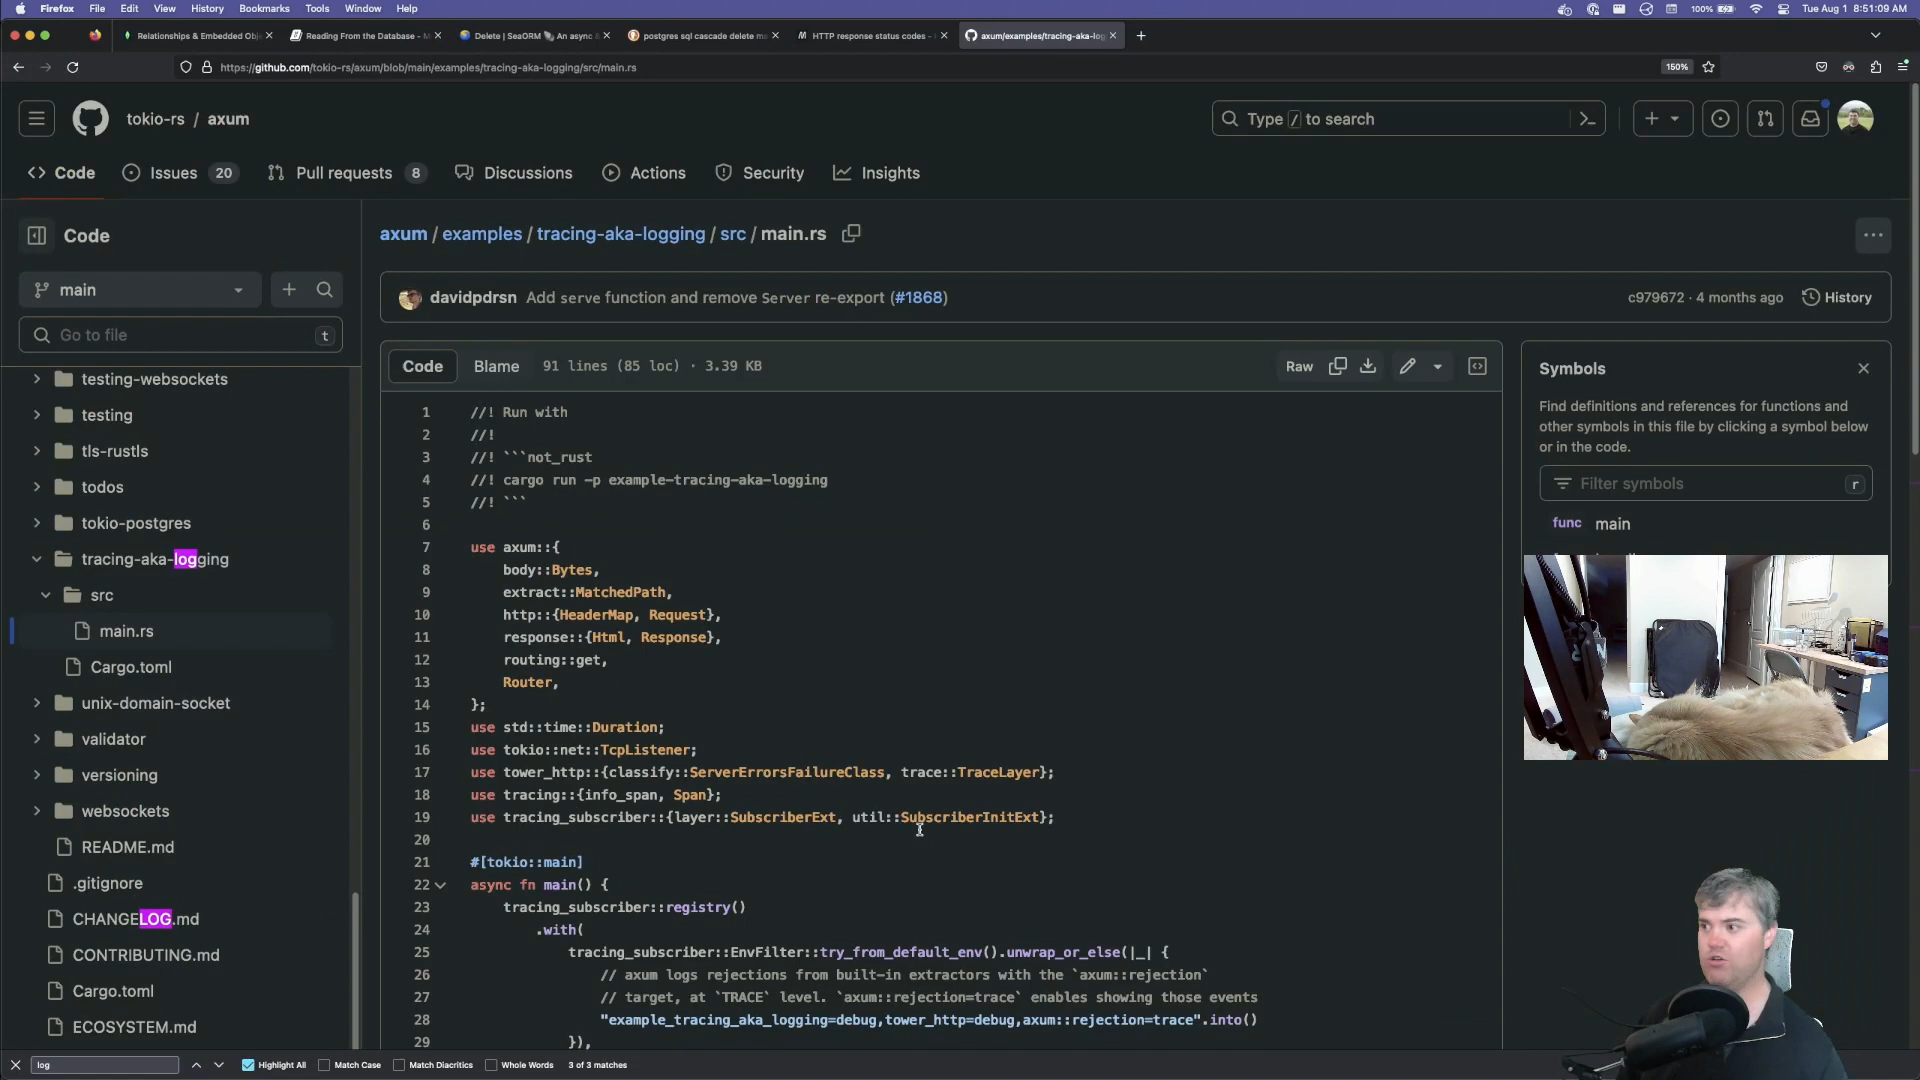 Firefox File Edit View History Bookmarks Tools Window Help
100% Tue Aug 1 8:51:09 AM
Relationships & Embedded Obj
Reading From the Database - M
Delete | SeaORM 🐚 An async &
postgres sql cascade delete ma
HTTP response status codes -
axum/examples/tracing-aka-log
https://github.com/tokio-rs/axum/blob/main/examples/tracing-aka-logging/src/main.rs
150%
tokio-rs / axum
Type / to search
Code
Issues 20
Pull requests 8
Discussions
Actions
Security
Insights
Code
main
Go to file t
testing-websockets
testing
tls-rustls
todos
tokio-postgres
tracing-aka-logging
src
main.rs
Cargo.toml
unix-domain-socket
validator
versioning
websockets
README.md
.gitignore
CHANGELOG.md
CONTRIBUTING.md
Cargo.toml
ECOSYSTEM.md
axum / examples / tracing-aka-logging / src / main.rs
davidpdrsn Add serve function and remove Server re-export (#1868)
c979672 · 4 months ago History
Code Blame 91 lines (85 loc) · 3.39 KB
Raw
1 //! Run with
2 //!
3 //! ```not_rust
4 //! cargo run -p example-tracing-aka-logging
5 //! ```
6
7 use axum::{
8 body::Bytes,
9 extract::MatchedPath,
10 http::{HeaderMap, Request},
11 response::{Html, Response},
12 routing::get,
13 Router,
14 };
15 use std::time::Duration;
16 use tokio::net::TcpListener;
17 use tower_http::{classify::ServerErrorsFailureClass, trace::TraceLayer};
18 use tracing::{info_span, Span};
19 use tracing_subscriber::{layer::SubscriberExt, util::SubscriberInitExt};
20
21 #[tokio::main]
22 async fn main() {
23 tracing_subscriber::registry()
24 .with(
25 tracing_subscriber::EnvFilter::try_from_default_env().unwrap_or_else(|_| {
26 // axum logs rejections from built-in extractors with the `axum::rejection`
27 // target, at `TRACE` level. `axum::rejection=trace` enables showing those events
28 "example_tracing_aka_logging=debug,tower_http=debug,axum::rejection=trace".into()
29 }),
Symbols
Find definitions and references for functions and
other symbols in this file by clicking a symbol below
or in the code.
Filter symbols r
func main
log
Highlight All
Match Case
Match Diacritics
Whole Words
3 of 3 matches